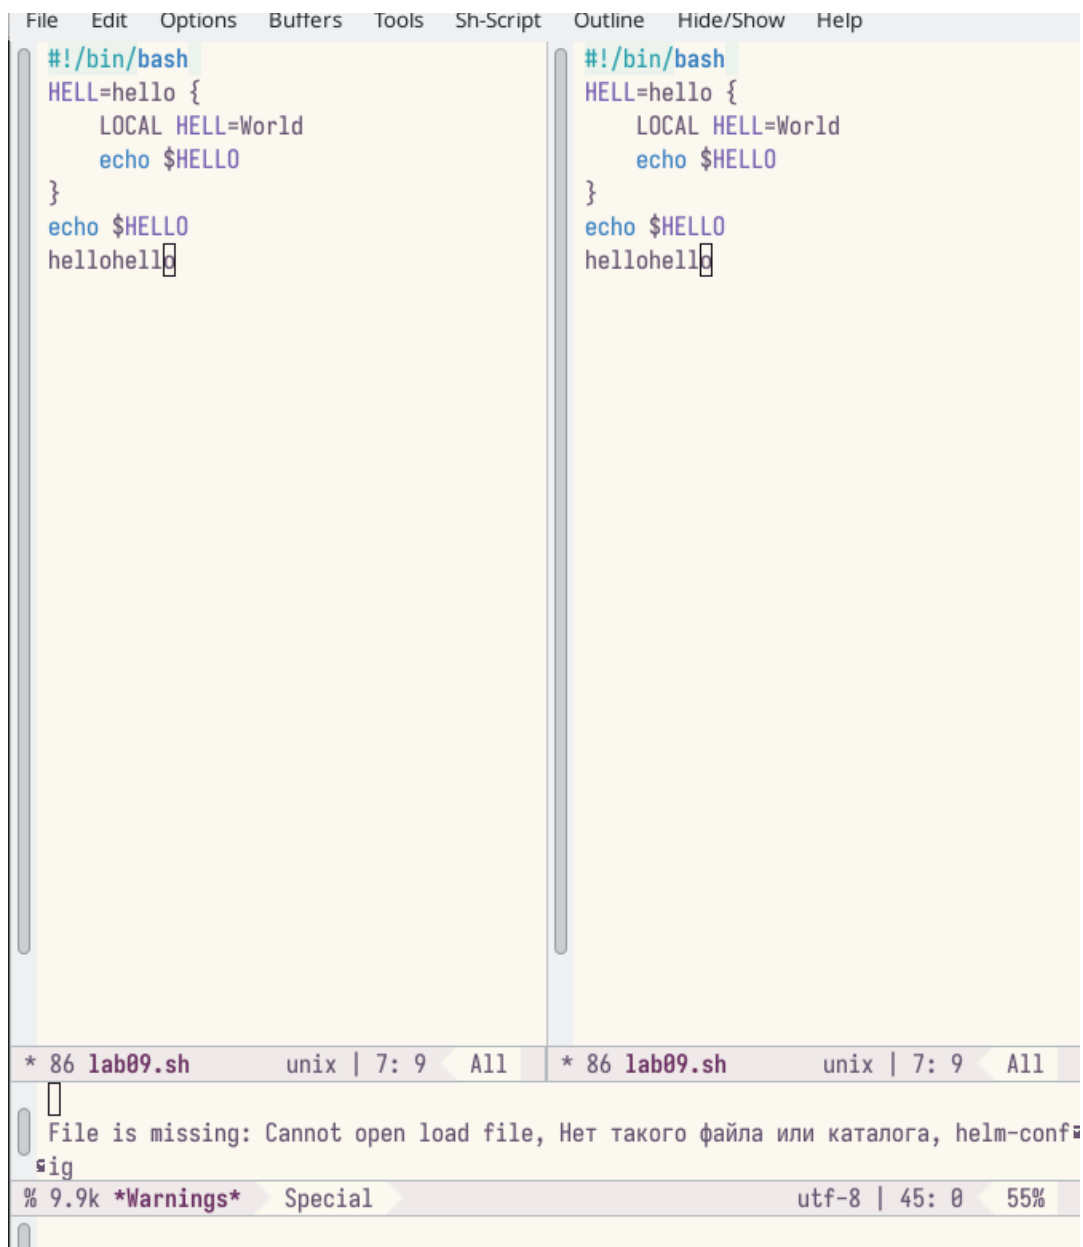 File Edit Options Buffers Tools Sh-Script Outline Hide/Show Help
#!/bin/bash
HELL=hello {
    LOCAL HELL=World
    echo $HELLO
}
echo $HELLO
hellohello
* 86 lab09.sh unix | 7: 9 All
#!/bin/bash
HELL=hello {
    LOCAL HELL=World
    echo $HELLO
}
echo $HELLO
hellohello
* 86 lab09.sh unix | 7: 9 All
File is missing: Cannot open load file, Нет такого файла или каталога, helm-conf
ig
% 9.9k *Warnings* Special utf-8 | 45: 0 55%